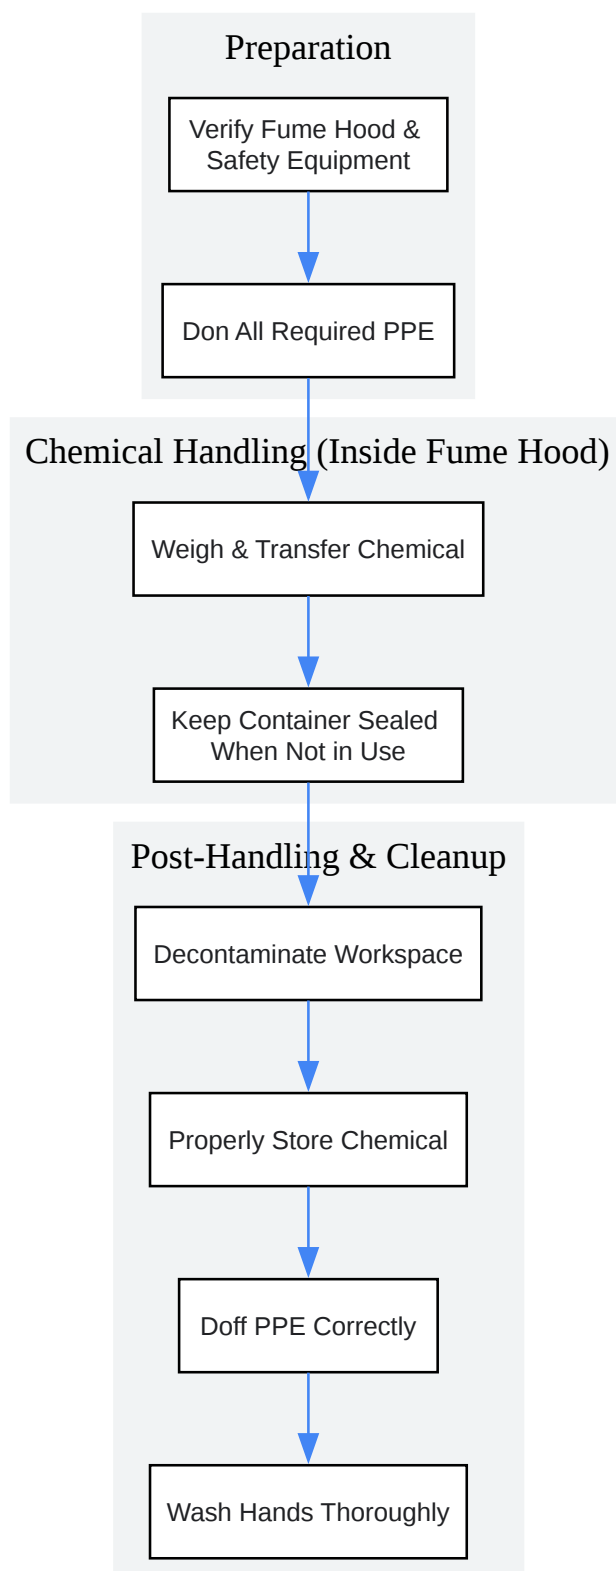 Preparation
Verify Fume Hood &
Safety Equipment
Don All Required PPE
Chemical Handling (Inside Fume Hood)
Weigh & Transfer Chemical
Keep Container Sealed
When Not in Use
Post-Handling & Cleanup
Decontaminate Workspace
Properly Store Chemical
Doff PPE Correctly
Wash Hands Thoroughly